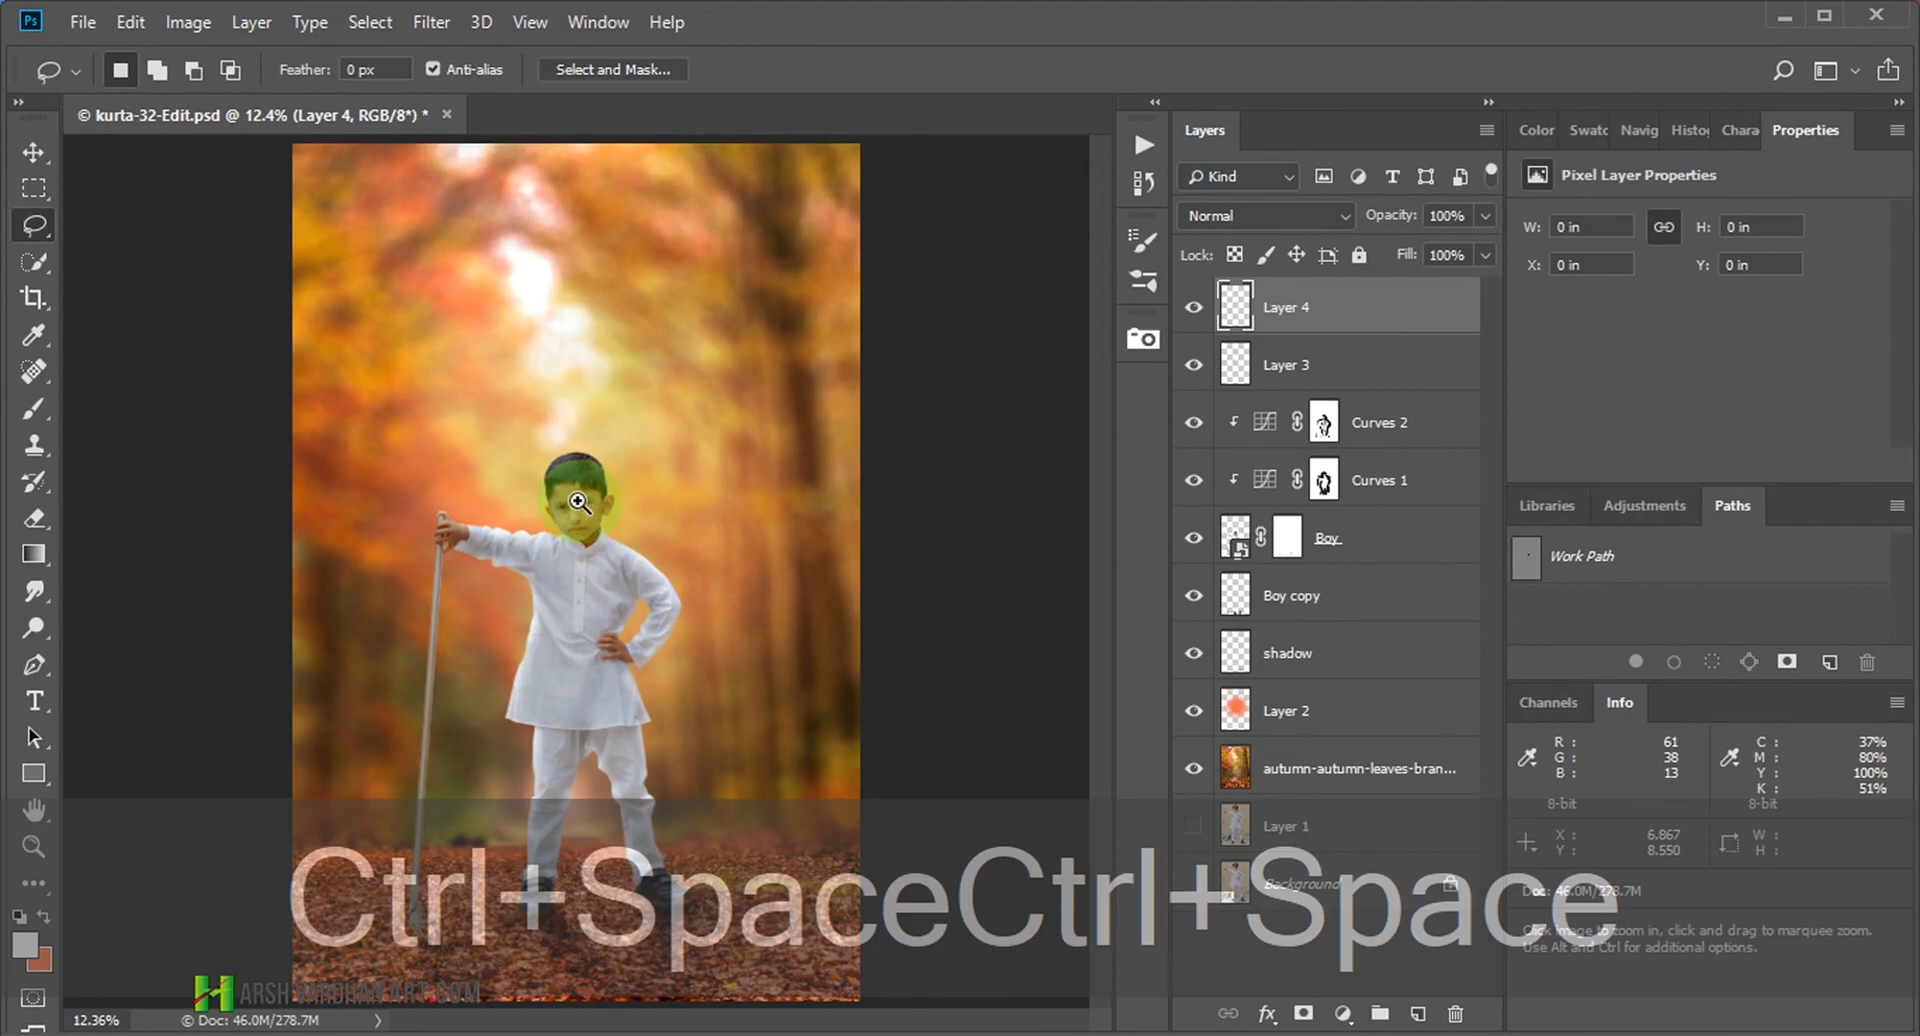 Ps File Edit Image Layer Type Select Filter 3D View Window Help
Feather: 0 px Anti-alias Select and Mask...
© kurta-32-Edit.psd @ 12.4% (Layer 4, RGB/8*) * ×
Layers
Kind
Normal Opacity: 100%
Lock: Fill: 100%
Layer 4
Layer 3
Curves 2
Curves 1
Boy
Boy copy
shadow
Layer 2
autumn-autumn-leaves-bran...
Layer 1
Background
Color Swatc Navig Histog Chara Properties
Pixel Layer Properties
W: 0 in H: 0 in
X: 0 in Y: 0 in
Libraries Adjustments Paths
Work Path
Channels Info
R : 61 C : 37%
G : 38 M : 80%
B : 13 Y : 100%
K : 51%
8-bit 8-bit
X : 6.867 W :
Y : 8.550 H :
Doc: 46.0M/278.7M
Click image to zoom in, click and drag to marquee zoom.
Use Alt and Ctrl for additional options.
Ctrl+SpaceCtrl+Space
HARSHVARDHANART.COM
12.36% © Doc: 46.0M/278.7M